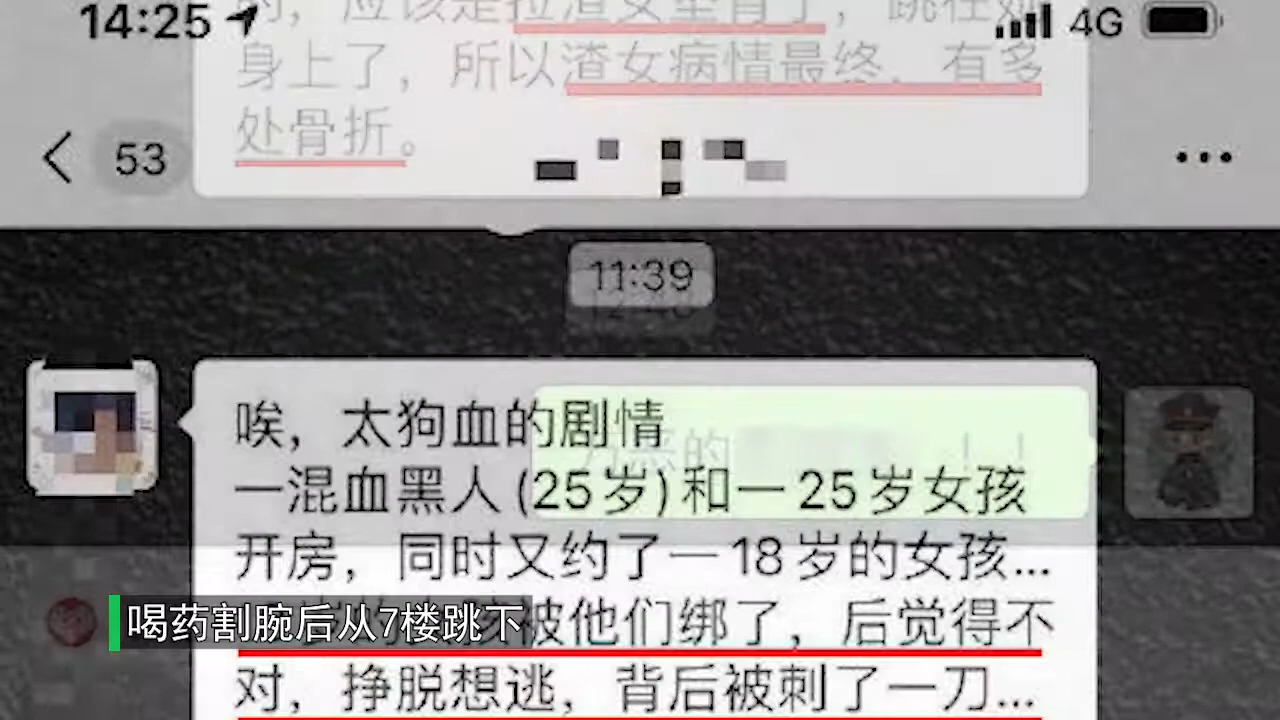 14:25
4G
身上了，所以渣女病情最终，有多
处骨折。
53
11:39
唉，太狗血的剧情
一混血黑人(25岁)和一25岁女孩
开房，同时又约了一18岁的女孩...
被他们绑了，后觉得不
喝药割腕后从7楼跳下
对，挣脱想逃，背后被刺了一刀...